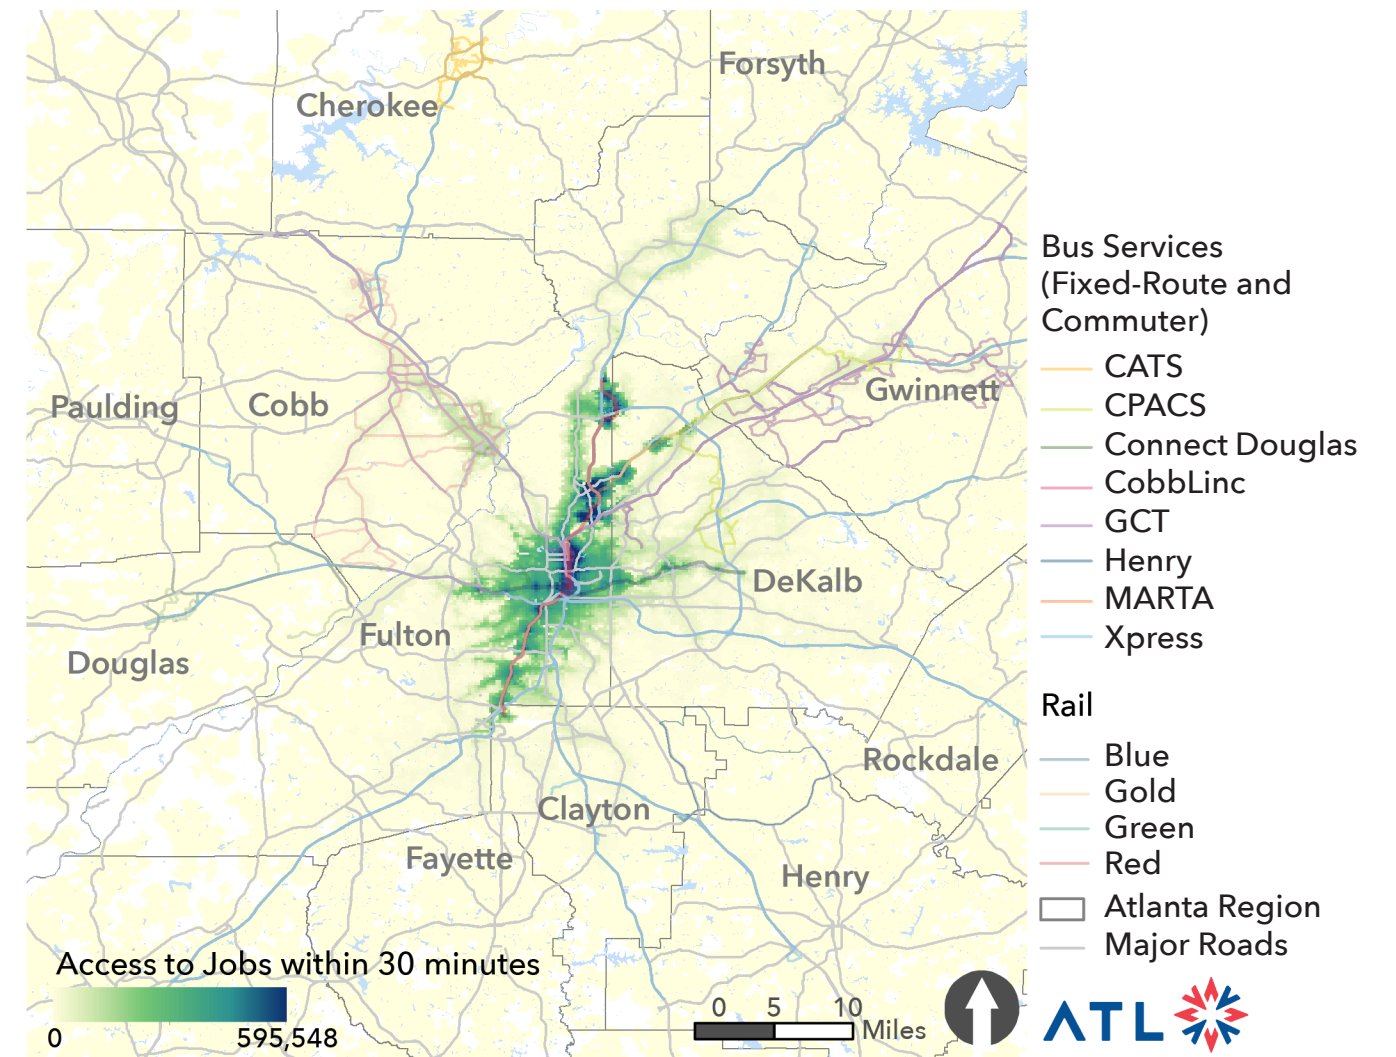 Forsyth
Cherokee
Gwinnett
Paulding
Cobb
DeKalb
Fulton
Douglas
Rockdale
Clayton
Fayette
Henry
Access to Jobs within 30 minutes
0
595,548
0 5 10
Miles
Bus Services
(Fixed-Route and
Commuter)
CATS
CPACS
Connect Douglas
CobbLinc
GCT
Henry
MARTA
Xpress
Rail
Blue
Gold
Green
Red
Atlanta Region
Major Roads
ATL